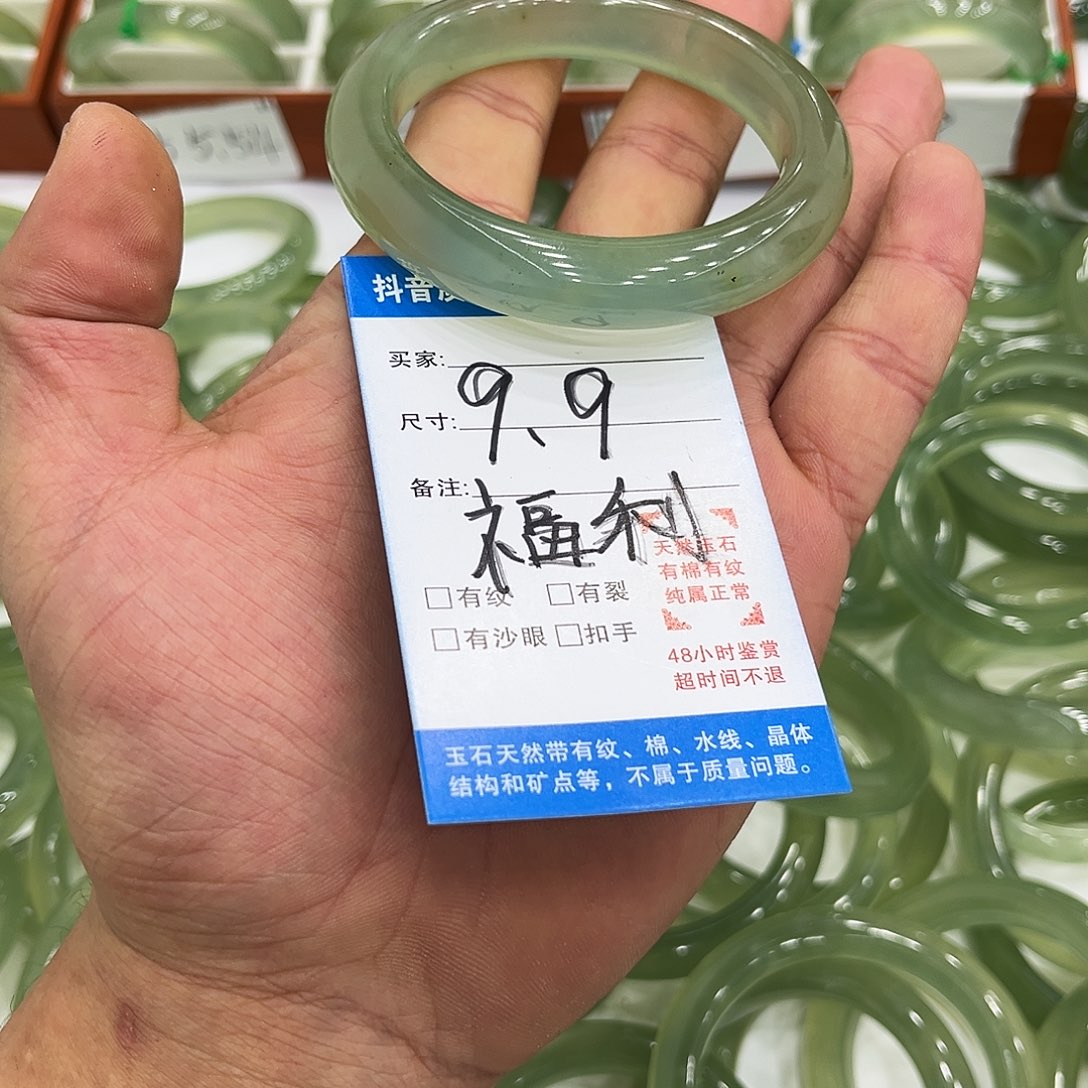 抖音
买家:
尺寸: 9.9
备注: 福利
天然玉石
有棉有纹
纯属正常
□有纹 □有裂
□有沙眼 □扣手
48小时鉴赏
超时间不退
玉石天然带有纹、棉、水线、晶体
结构和矿点等，不属于质量问题。